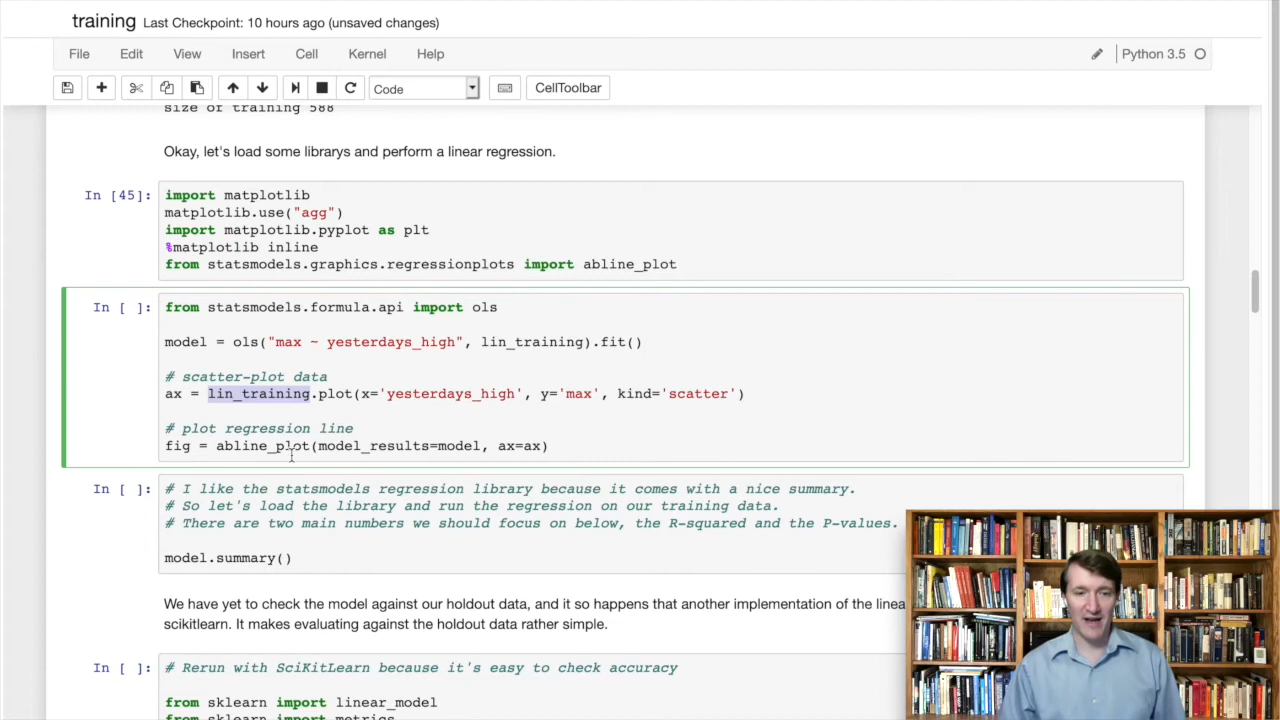 training Last Checkpoint: 10 hours ago (unsaved changes)
File Edit View Insert Cell Kernel Help Python 3.5
Code CellToolbar
size of training 588
Okay, let's load some librarys and perform a linear regression.
In [45]: import matplotlib
matplotlib.use("agg")
import matplotlib.pyplot as plt
%matplotlib inline
from statsmodels.graphics.regressionplots import abline_plot
In [ ]: from statsmodels.formula.api import ols
model = ols("max ~ yesterdays_high", lin_training).fit()
# scatter-plot data
ax = lin_training.plot(x='yesterdays_high', y='max', kind='scatter')
# plot regression line
fig = abline_plot(model_results=model, ax=ax)
In [ ]: # I like the statsmodels regression library because it comes with a nice summary.
# So let's load the library and run the regression on our training data.
# There are two main numbers we should focus on below, the R-squared and the P-values.
model.summary()
We have yet to check the model against our holdout data, and it so happens that another implementation of the linea
scikitlearn. It makes evaluating against the holdout data rather simple.
In [ ]: # Rerun with SciKitLearn because it's easy to check accuracy
from sklearn import linear_model
from sklearn import metrics